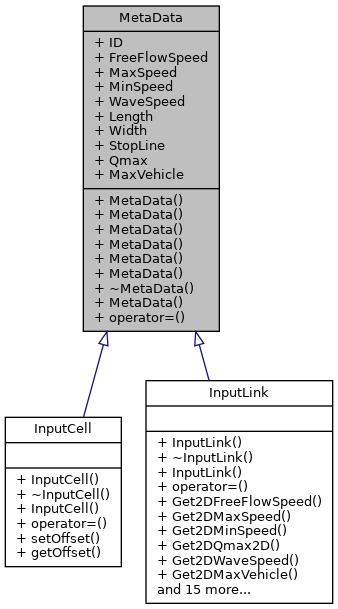 MetaData
+ ID
+ FreeFlowSpeed
+ MaxSpeed
+ MinSpeed
+ WaveSpeed
+ Length
+ Width
+ StopLine
+ Qmax
+ MaxVehicle
+ MetaData()
+ MetaData()
+ MetaData()
+ MetaData()
+ MetaData()
+ MetaData()
+ ~MetaData()
+ MetaData()
+ operator=()
InputCell
+ InputCell()
+ ~InputCell()
+ InputCell()
+ operator=()
+ setOffset()
+ getOffset()
InputLink
+ InputLink()
+ ~InputLink()
+ InputLink()
+ operator=()
+ Get2DFreeFlowSpeed()
+ Get2DMaxSpeed()
+ Get2DMinSpeed()
+ Get2DQmax2D()
+ Get2DWaveSpeed()
+ Get2DMaxVehicle()
and 15 more...